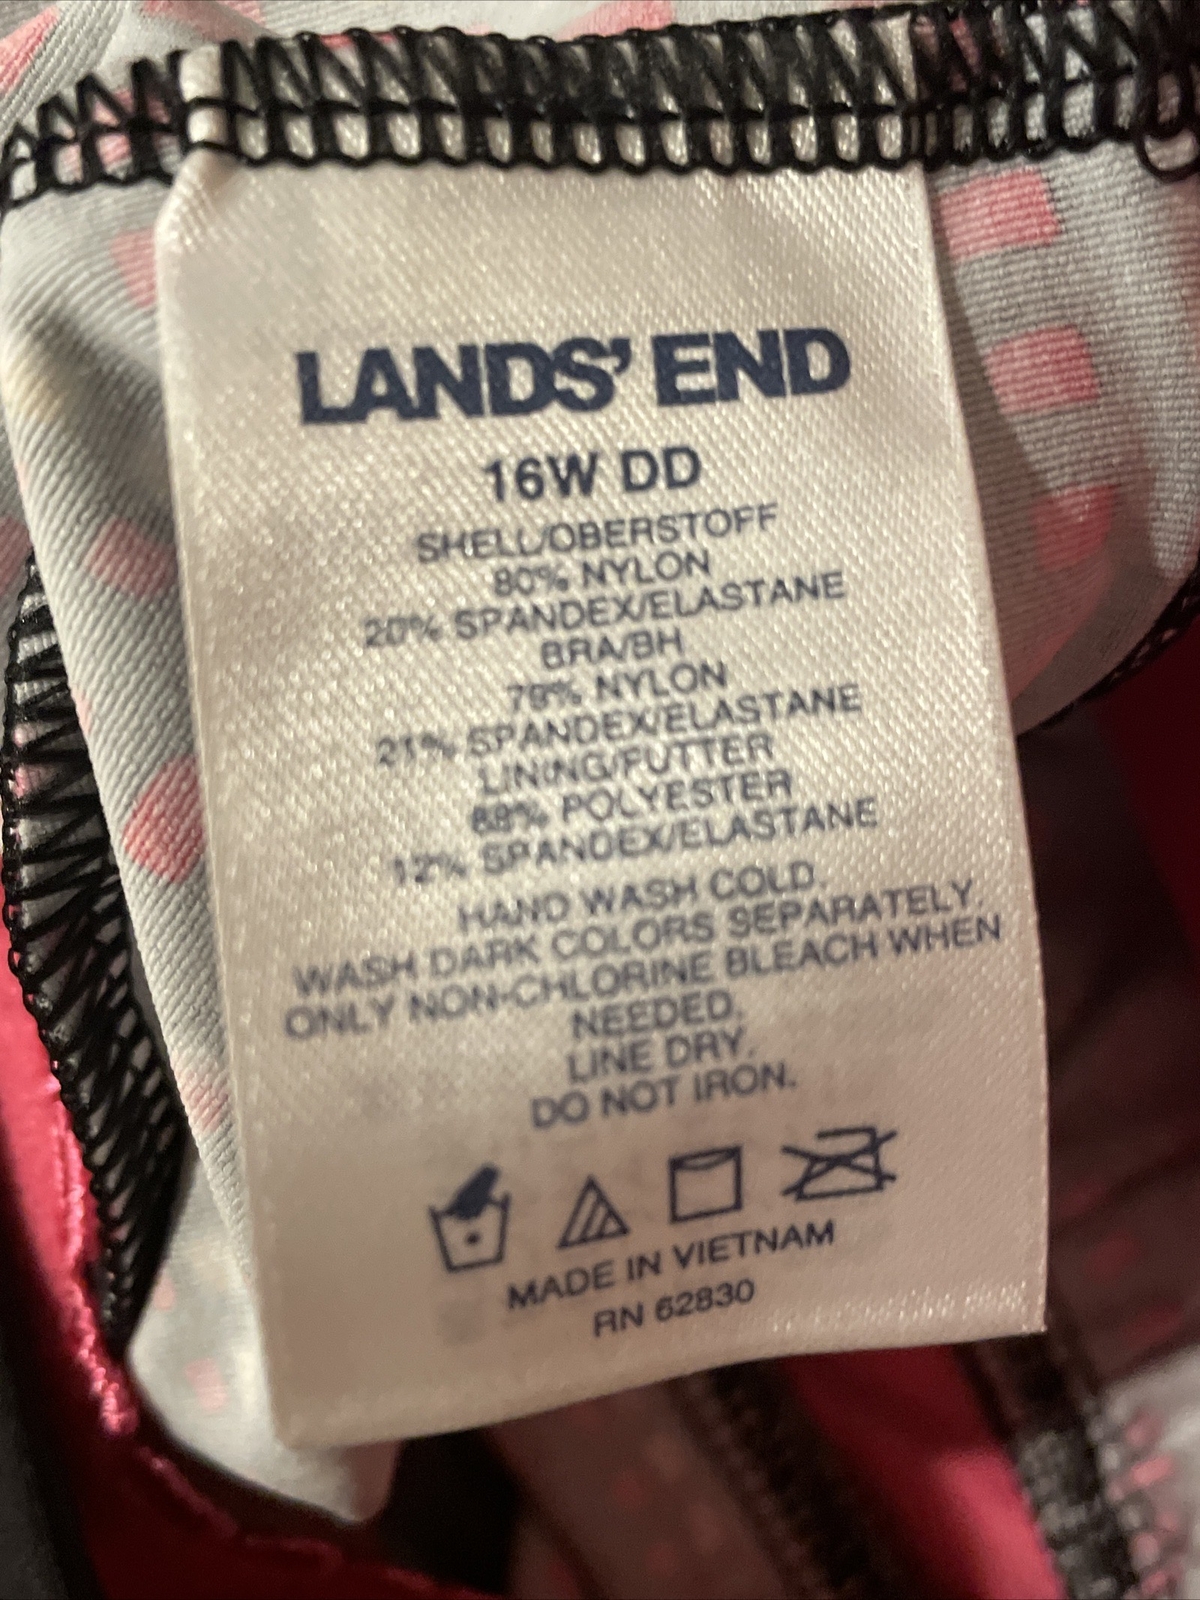 LANDS' END
16W DD
SHELL/OBERSTOFF
80% NYLON
20% SPANDEX/ELASTANE
BRA/BH
79% NYLON
21% SPANDEX/ELASTANE
LINING/FUTTER
88% POLYESTER
12% SPANDEX/ELASTANE
HAND WASH COLD.
WASH DARK COLORS SEPARATELY.
ONLY NON-CHLORINE BLEACH WHEN
NEEDED.
LINE DRY.
DO NOT IRON.
MADE IN VIETNAM
RN 62830